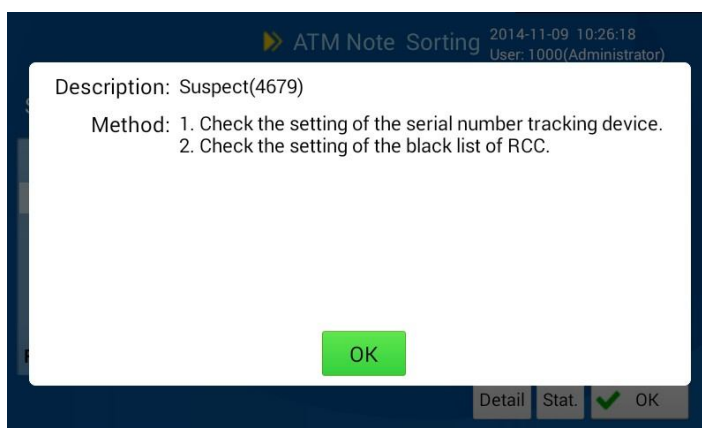 ATM Note Sorting
2014-11-09 10:26:18
User: 1000(Administrator)
Description: Suspect(4679)
Method: 1. Check the setting of the serial number tracking device.
2. Check the setting of the black list of RCC.
OK
Detail
Stat.
OK